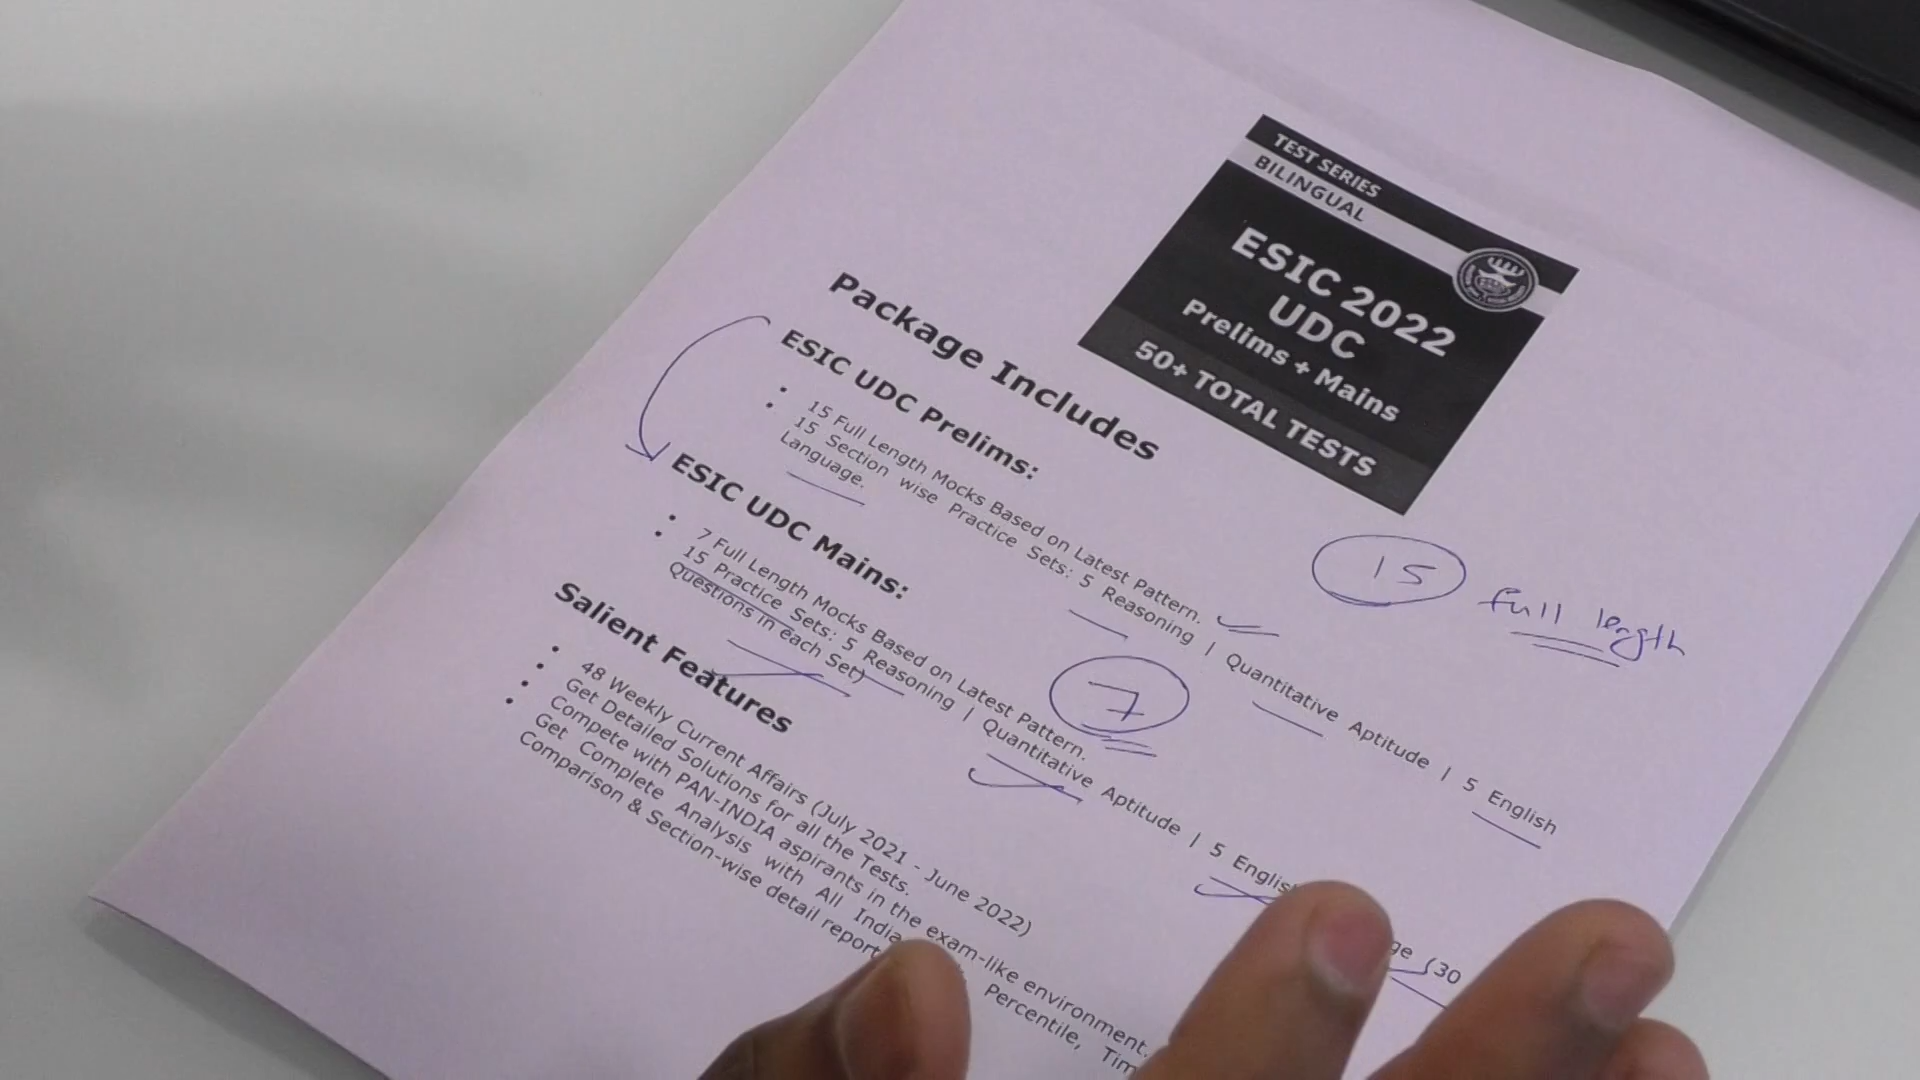 TEST SERIES
BILINGUAL
ESIC 2022
UDC
Prelims + Mains
50+ TOTAL TESTS
Package Includes
ESIC UDC Prelims:
• 15 Full Length Mocks Based on Latest Pattern.
• 15 Section wise Practice Sets: 5 Reasoning | Quantitative Aptitude | 5 English
Language.
15 full length
ESIC UDC Mains:
• 7 Full Length Mocks Based on Latest Pattern.
7
• 15 Practice Sets: 5 Reasoning | Quantitative Aptitude | 5 English (30
Questions in each Set)
Salient Features
• 48 Weekly Current Affairs (July 2021 - June 2022)
• Get Detailed Solutions for all the Tests.
• Compete with PAN-INDIA aspirants in the exam-like environment.
• Get Complete Analysis with All India Percentile,
Comparison & Section-wise detail report